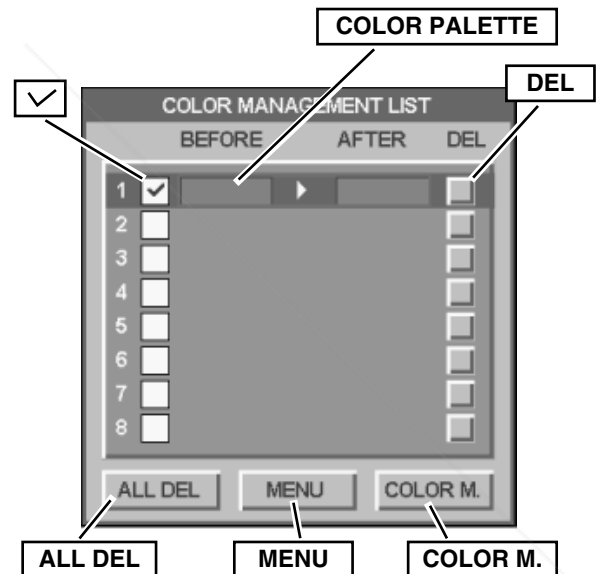 COLOR PALETTE
DEL
COLOR MANAGEMENT LIST
BEFORE AFTER DEL
1
2
3
4
5
6
7
8
ALL DEL MENU COLOR M.
ALL DEL MENU COLOR M.